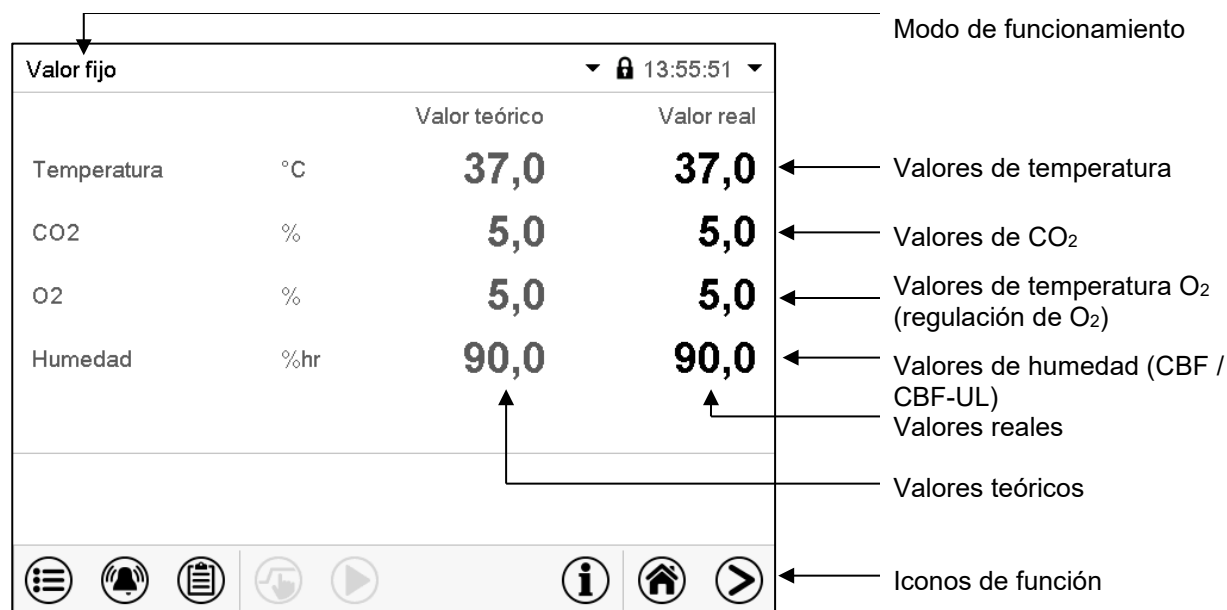 Modo de funcionamiento
Valor fijo 13:55:51
Valor teórico Valor real
Temperatura °C 37,0 37,0 Valores de temperatura
CO2 % 5,0 5,0 Valores de CO₂
O2 % 5,0 5,0 Valores de temperatura O₂
(regulación de O₂)
Humedad %hr 90,0 90,0 Valores de humedad (CBF /
CBF-UL)
Valores reales
Valores teóricos
Iconos de función